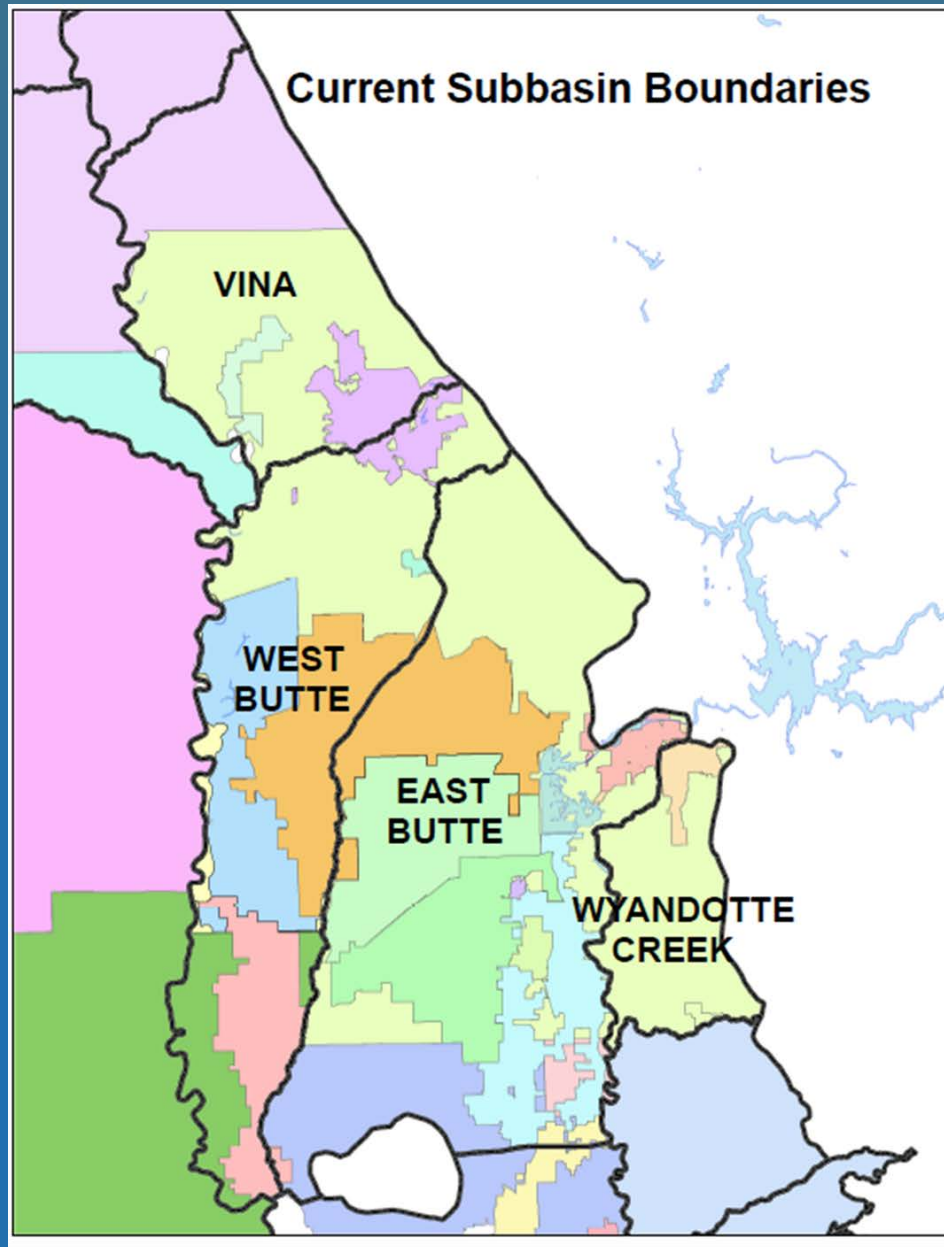 Current Subbasin Boundaries
VINA
WEST
BUTTE
EAST
BUTTE
WYANDOTTE
CREEK